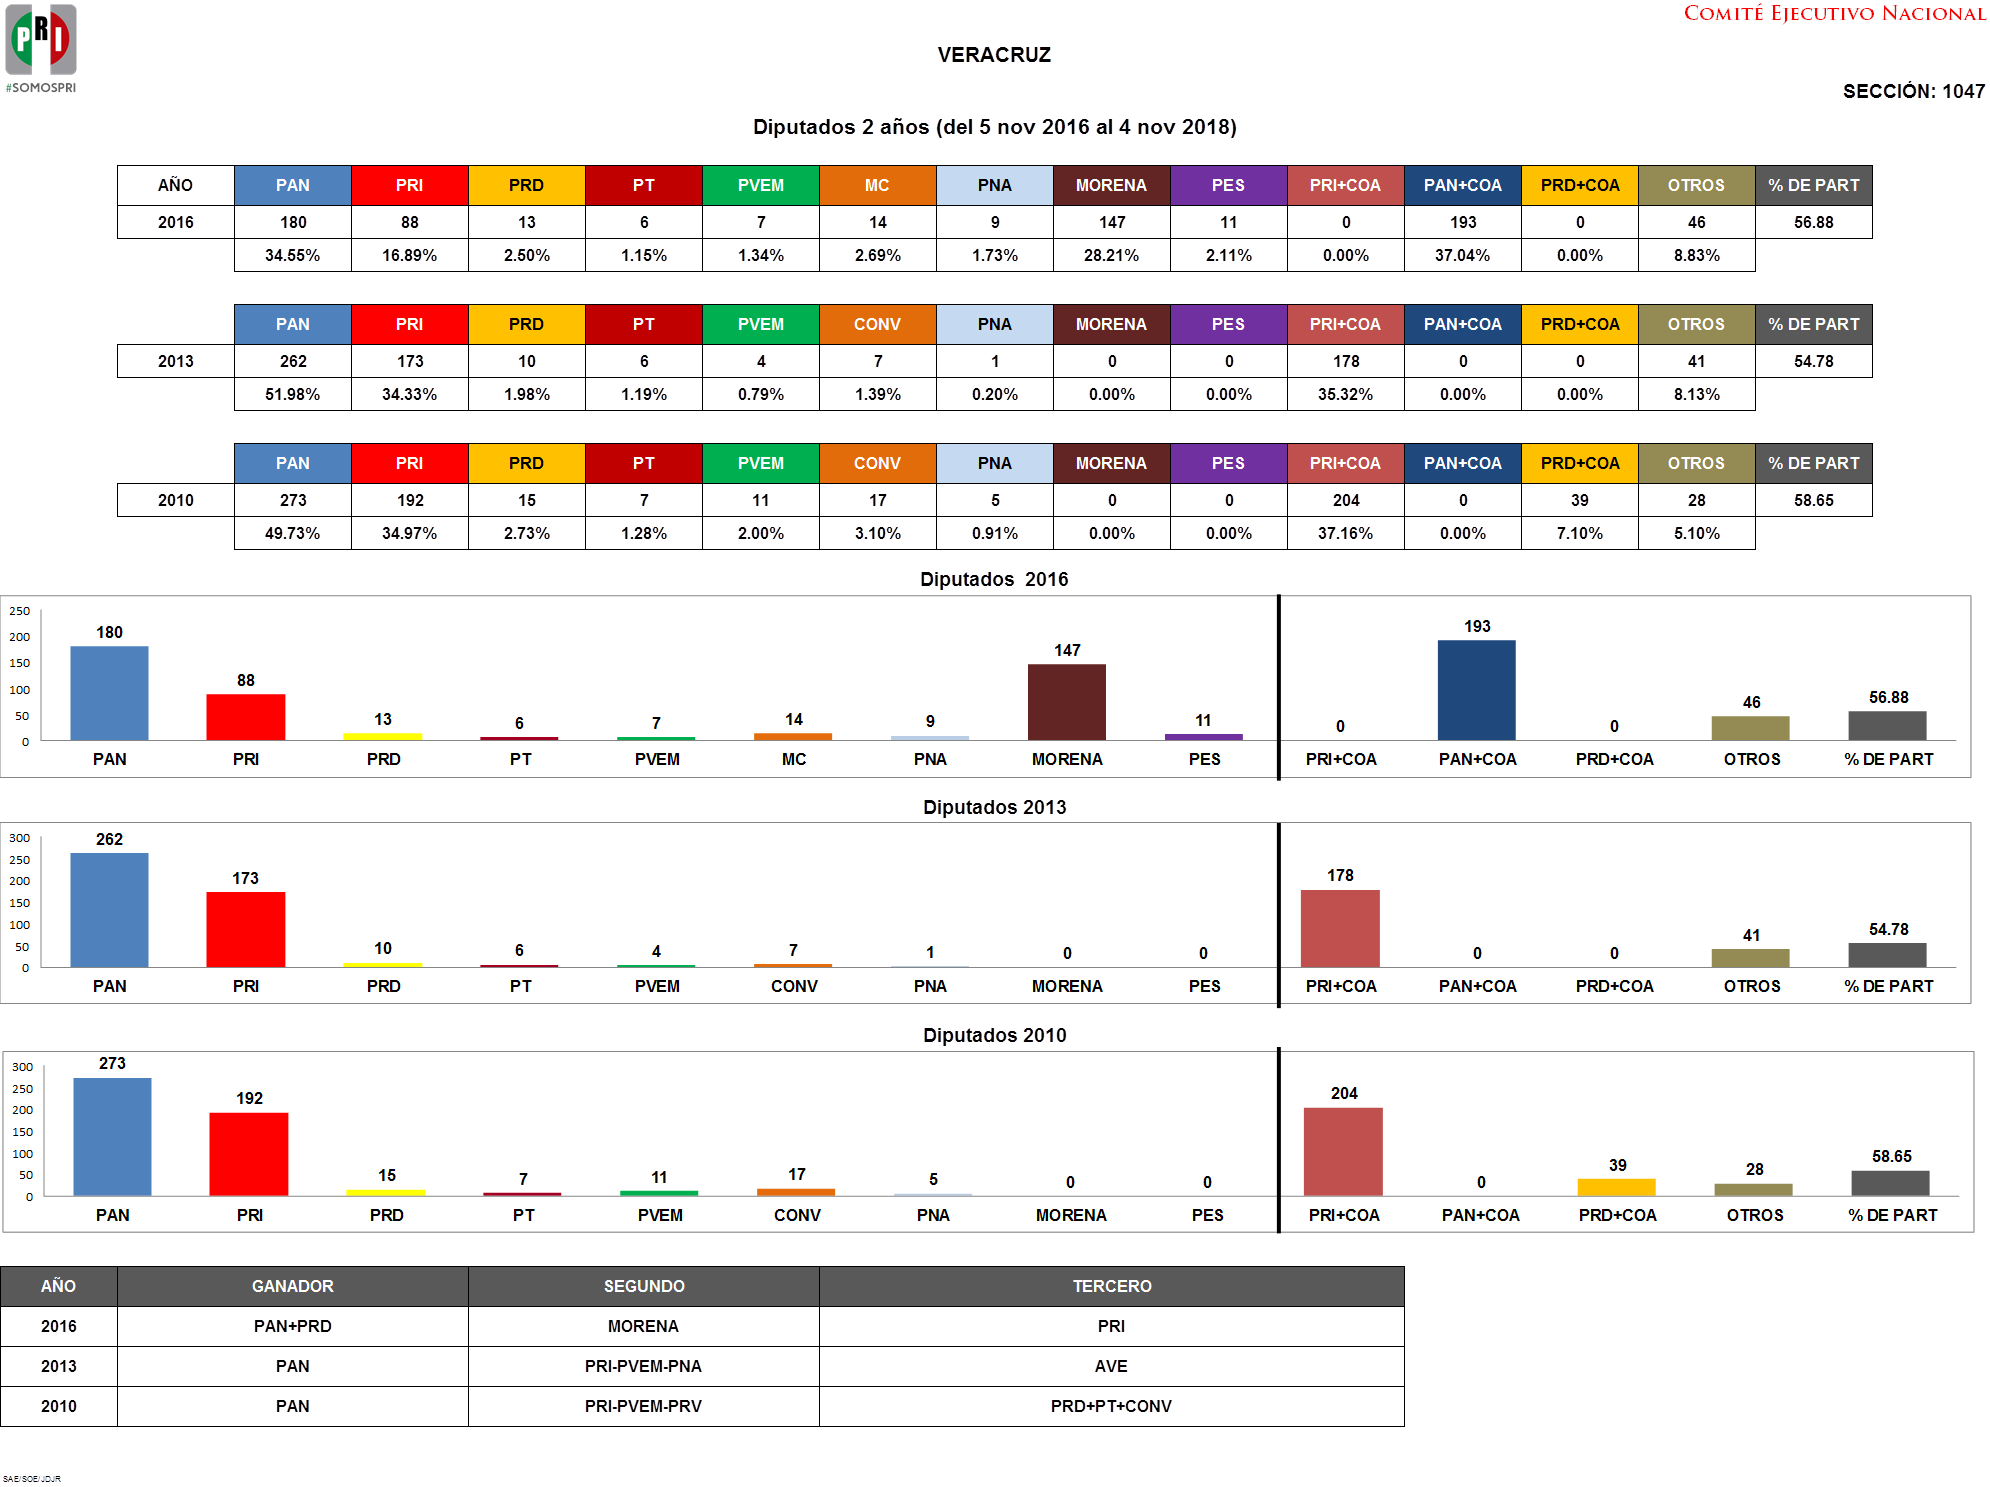 PRI
#SOMOSPRI
COMITÉ EJECUTIVO NACIONAL
VERACRUZ
SECCIÓN: 1047
Diputados 2 años (del 5 nov 2016 al 4 nov 2018)
AÑO PAN PRI PRD PT PVEM MC PNA MORENA PES PRI+COA PAN+COA PRD+COA OTROS % DE PART
2016 180 88 13 6 7 14 9 147 11 0 193 0 46 56.88
34.55% 16.89% 2.50% 1.15% 1.34% 2.69% 1.73% 28.21% 2.11% 0.00% 37.04% 0.00% 8.83%
PAN PRI PRD PT PVEM CONV PNA MORENA PES PRI+COA PAN+COA PRD+COA OTROS % DE PART
2013 262 173 10 6 4 7 1 0 0 178 0 0 41 54.78
51.98% 34.33% 1.98% 1.19% 0.79% 1.39% 0.20% 0.00% 0.00% 35.32% 0.00% 0.00% 8.13%
PAN PRI PRD PT PVEM CONV PNA MORENA PES PRI+COA PAN+COA PRD+COA OTROS % DE PART
2010 273 192 15 7 11 17 5 0 0 204 0 39 28 58.65
49.73% 34.97% 2.73% 1.28% 2.00% 3.10% 0.91% 0.00% 0.00% 37.16% 0.00% 7.10% 5.10%
Diputados 2016
250
200
150
100
50
0
180 88 13 6 7 14 9 147 11 0 193 0 46 56.88
PAN PRI PRD PT PVEM MC PNA MORENA PES PRI+COA PAN+COA PRD+COA OTROS % DE PART
Diputados 2013
300
250
200
150
100
50
0
262 173 10 6 4 7 1 0 0 178 0 0 41 54.78
PAN PRI PRD PT PVEM CONV PNA MORENA PES PRI+COA PAN+COA PRD+COA OTROS % DE PART
Diputados 2010
300
250
200
150
100
50
0
273 192 15 7 11 17 5 0 0 204 0 39 28 58.65
PAN PRI PRD PT PVEM CONV PNA MORENA PES PRI+COA PAN+COA PRD+COA OTROS % DE PART
AÑO GANADOR SEGUNDO TERCERO
2016 PAN+PRD MORENA PRI
2013 PAN PRI-PVEM-PNA AVE
2010 PAN PRI-PVEM-PRV PRD+PT+CONV
SAE/SOE/JDJR